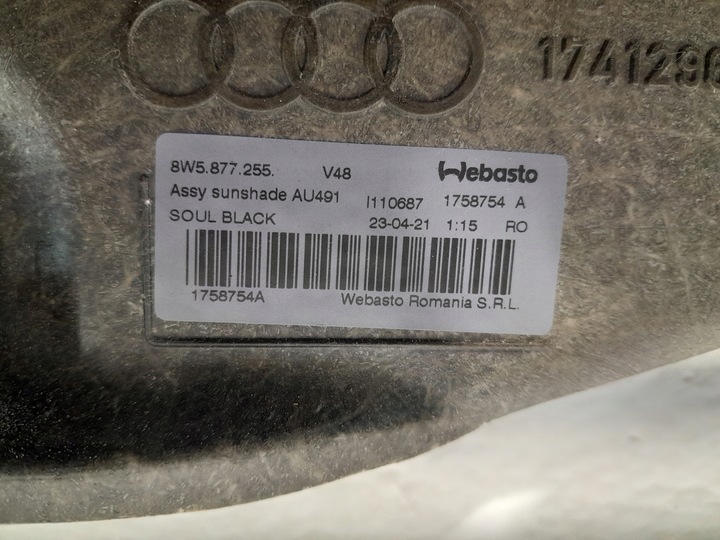 1741296
8W5.877.255. V48 Webasto
Assy sunshade AU491 I110687 1758754 A
SOUL BLACK 23-04-21 1:15 RO
1758754A Webasto Romania S.R.L.